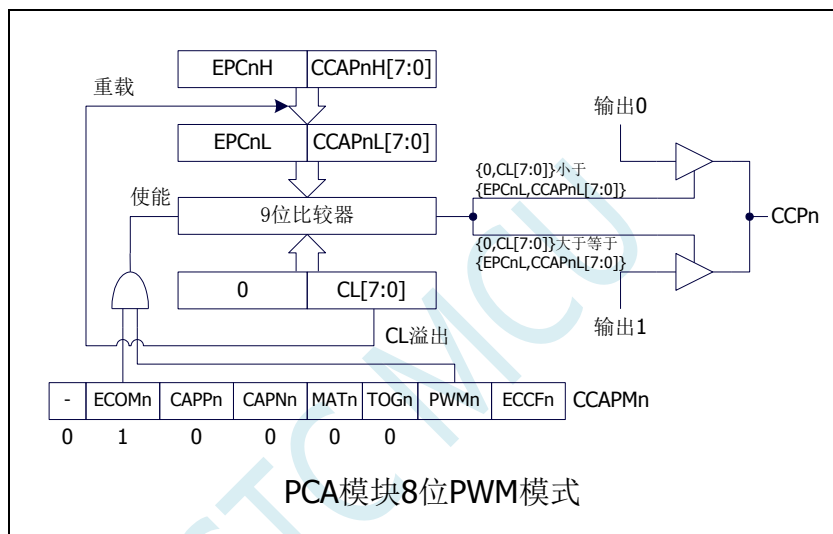 EPCnH CCAPnH[7:0]
重载
输出0
EPCnL CCAPnL[7:0]
{0,CL[7:0]}小于
{EPCnL,CCAPnL[7:0]}
使能
9位比较器
CCPn
{0,CL[7:0]}大于等于
{EPCnL,CCAPnL[7:0]}
0 CL[7:0]
CL溢出
输出1
- ECOMn CAPPn CAPNn MATn TOGn PWMn ECCFn CCAPMn
0 1 0 0 0 0
PCA模块8位PWM模式
STC MCU